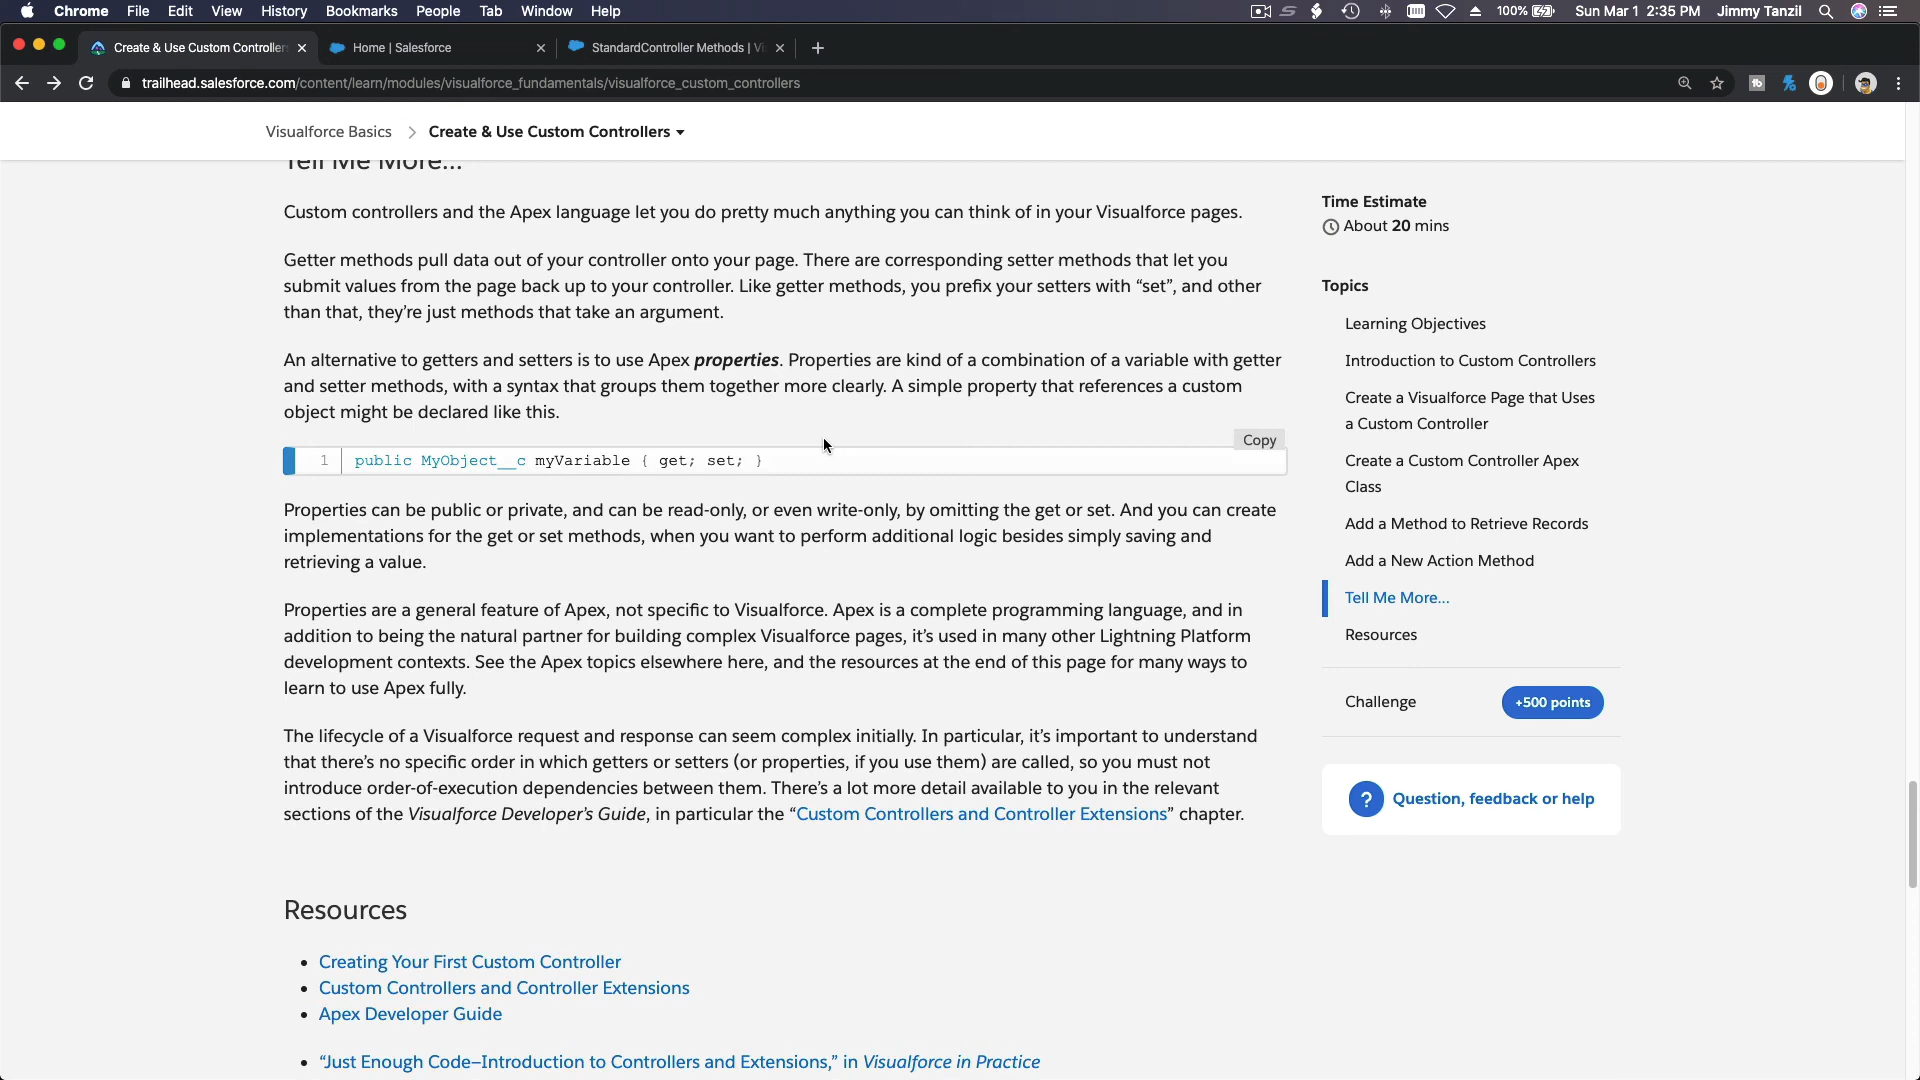 Chrome File Edit View History Bookmarks People Tab Window Help 100% Sun Mar 1 2:35 PM Jimmy Tanzil
Create & Use Custom Controller
Home | Salesforce
StandardController Methods | Vi
trailhead.salesforce.com/content/learn/modules/visualforce_fundamentals/visualforce_custom_controllers
Visualforce Basics > Create & Use Custom Controllers
Tell Me More...
Custom controllers and the Apex language let you do pretty much anything you can think of in your Visualforce pages.
Getter methods pull data out of your controller onto your page. There are corresponding setter methods that let you
submit values from the page back up to your controller. Like getter methods, you prefix your setters with “set”, and other
than that, they’re just methods that take an argument.
An alternative to getters and setters is to use Apex properties. Properties are kind of a combination of a variable with getter
and setter methods, with a syntax that groups them together more clearly. A simple property that references a custom
object might be declared like this.
Copy
1 public MyObject__c myVariable { get; set; }
Properties can be public or private, and can be read-only, or even write-only, by omitting the get or set. And you can create
implementations for the get or set methods, when you want to perform additional logic besides simply saving and
retrieving a value.
Properties are a general feature of Apex, not specific to Visualforce. Apex is a complete programming language, and in
addition to being the natural partner for building complex Visualforce pages, it’s used in many other Lightning Platform
development contexts. See the Apex topics elsewhere here, and the resources at the end of this page for many ways to
learn to use Apex fully.
The lifecycle of a Visualforce request and response can seem complex initially. In particular, it’s important to understand
that there’s no specific order in which getters or setters (or properties, if you use them) are called, so you must not
introduce order-of-execution dependencies between them. There’s a lot more detail available to you in the relevant
sections of the Visualforce Developer’s Guide, in particular the “Custom Controllers and Controller Extensions” chapter.
Resources
Creating Your First Custom Controller
Custom Controllers and Controller Extensions
Apex Developer Guide
“Just Enough Code—Introduction to Controllers and Extensions,” in Visualforce in Practice
Time Estimate
About 20 mins
Topics
Learning Objectives
Introduction to Custom Controllers
Create a Visualforce Page that Uses
a Custom Controller
Create a Custom Controller Apex
Class
Add a Method to Retrieve Records
Add a New Action Method
Tell Me More...
Resources
Challenge
+500 points
? Question, feedback or help